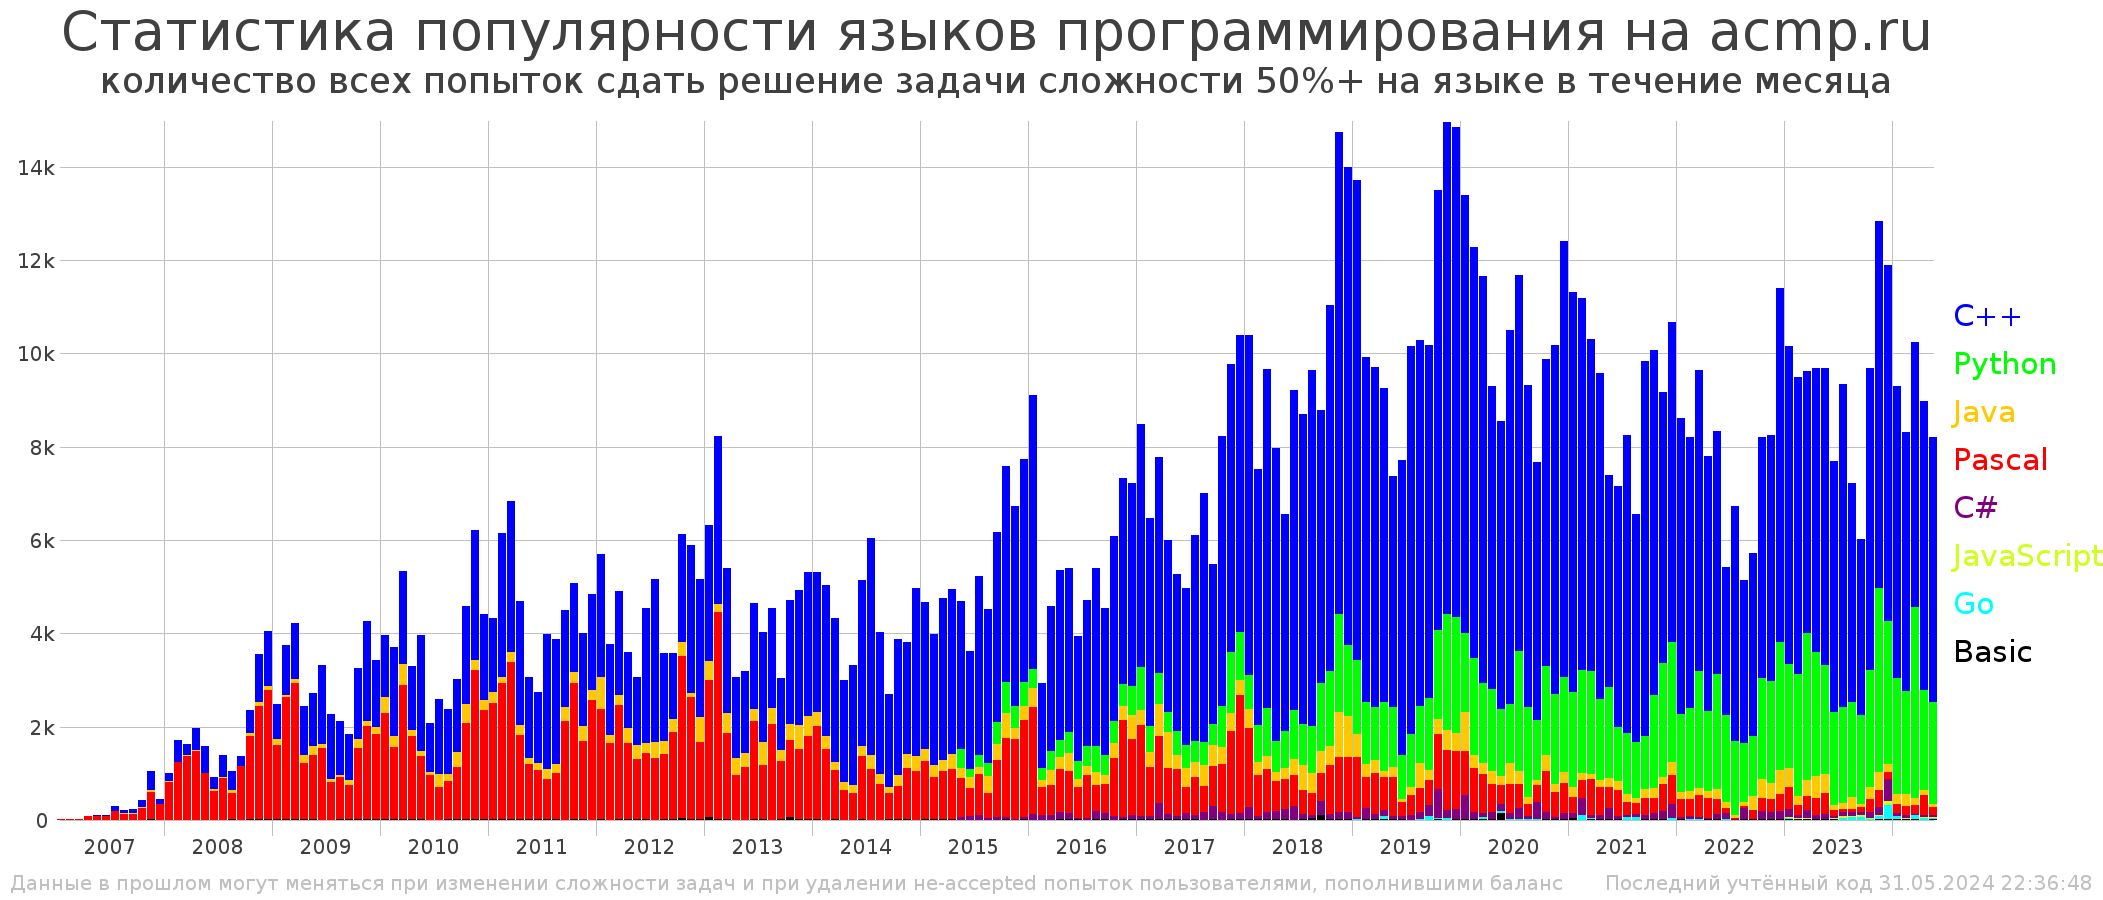 Статистика популярности языков программирования на acmp.ru
количество всех попыток сдать решение задачи сложности 50%+ на языке в течение месяца
14k
12k
10k
8k
6k
4k
2k
0
C++
Python
Java
Pascal
C#
JavaScript
Go
Basic
2007 2008 2009 2010 2011 2012 2013 2014 2015 2016 2017 2018 2019 2020 2021 2022 2023
Данные в прошлом могут меняться при изменении сложности задач и при удалении не-accepted попыток пользователями, пополнившими баланс Последний учтённый код 31.05.2024 22:36:48